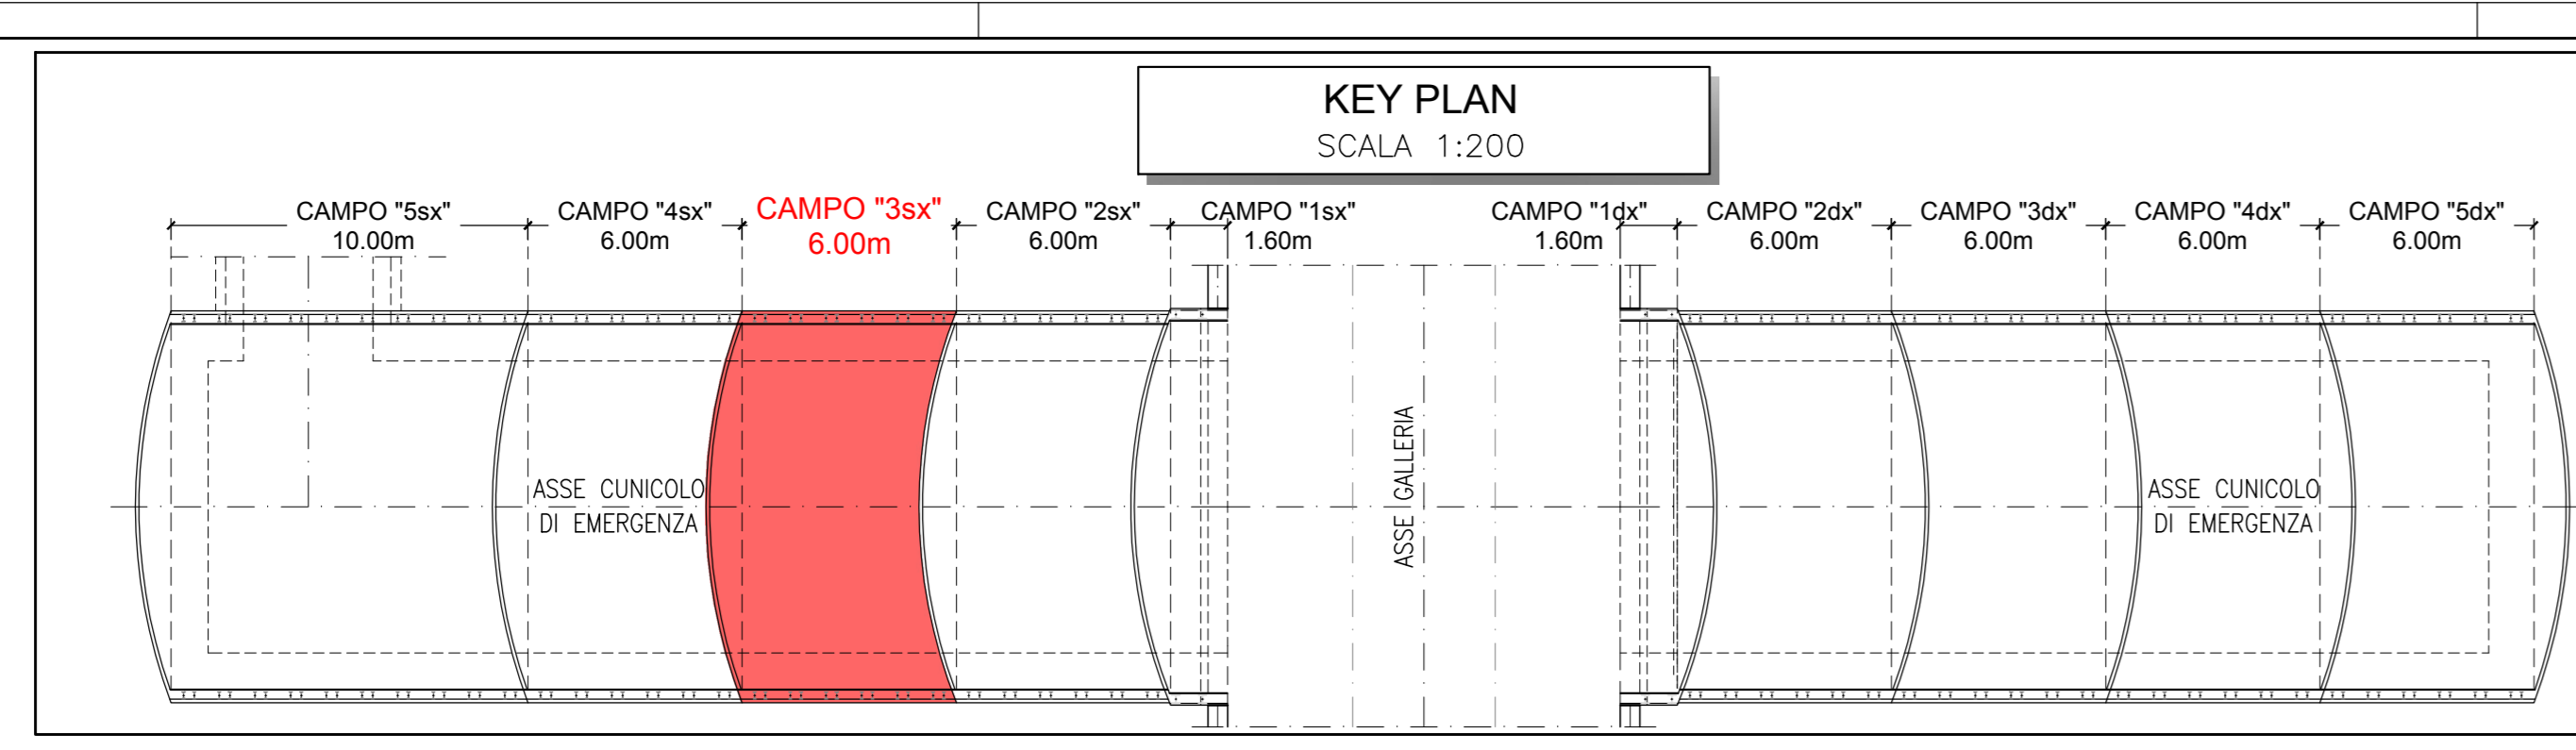 KEY PLAN
SCALA 1:200
CAMPO "5sx"
10.00m
CAMPO "4sx"
6.00m
CAMPO "3sx"
6.00m
CAMPO "2sx"
6.00m
CAMPO "1sx"
1.60m
CAMPO "1dx"
1.60m
CAMPO "2dx"
6.00m
CAMPO "3dx"
6.00m
CAMPO "4dx"
6.00m
CAMPO "5dx"
6.00m
ASSE CUNICOLO
DI EMERGENZA
ASSE GALLERIA
ASSE CUNICOLO
DI EMERGENZA